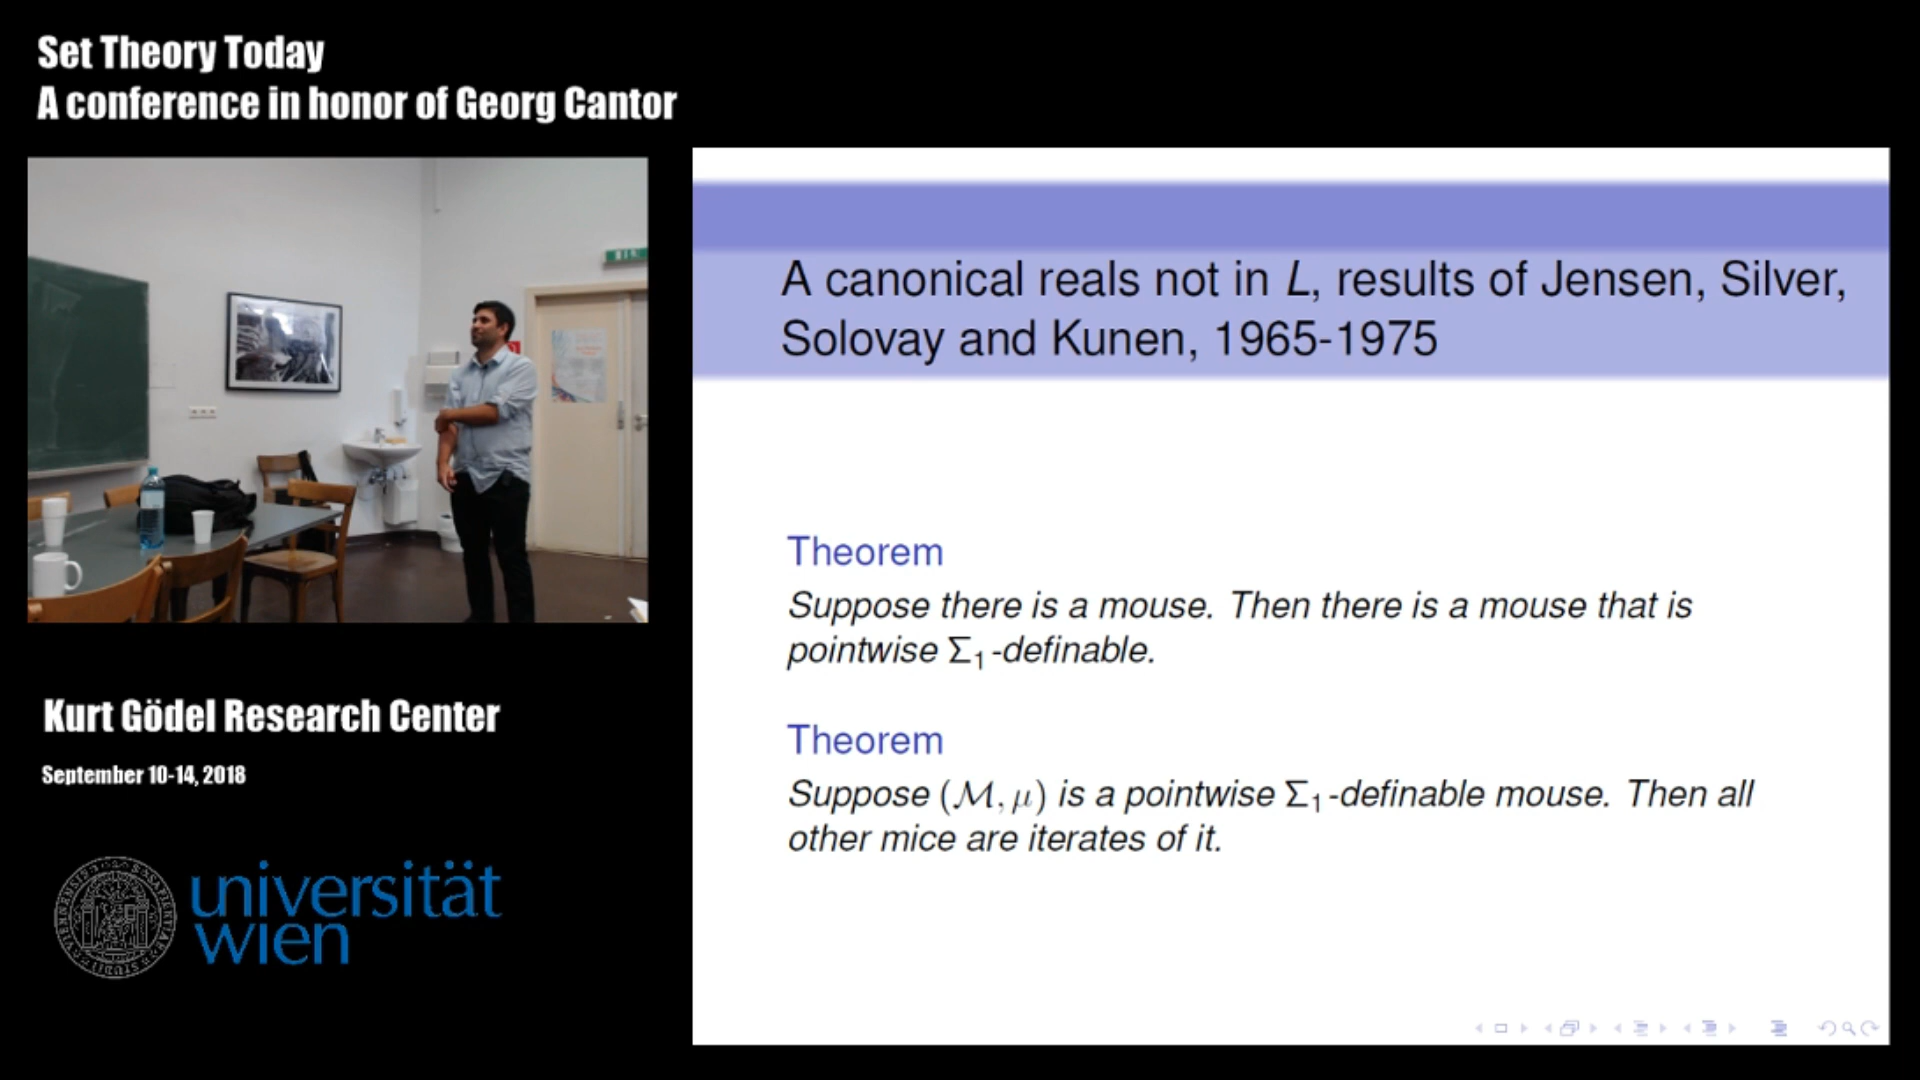 Set Theory Today
A conference in honor of Georg Cantor
A canonical reals not in L, results of Jensen, Silver,
Solovay and Kunen, 1965-1975
Theorem
Suppose there is a mouse. Then there is a mouse that is
pointwise Σ₁-definable.
Theorem
Suppose (ℳ, μ) is a pointwise Σ₁-definable mouse. Then all
other mice are iterates of it.
Kurt Gödel Research Center
September 10-14, 2018
universität
wien